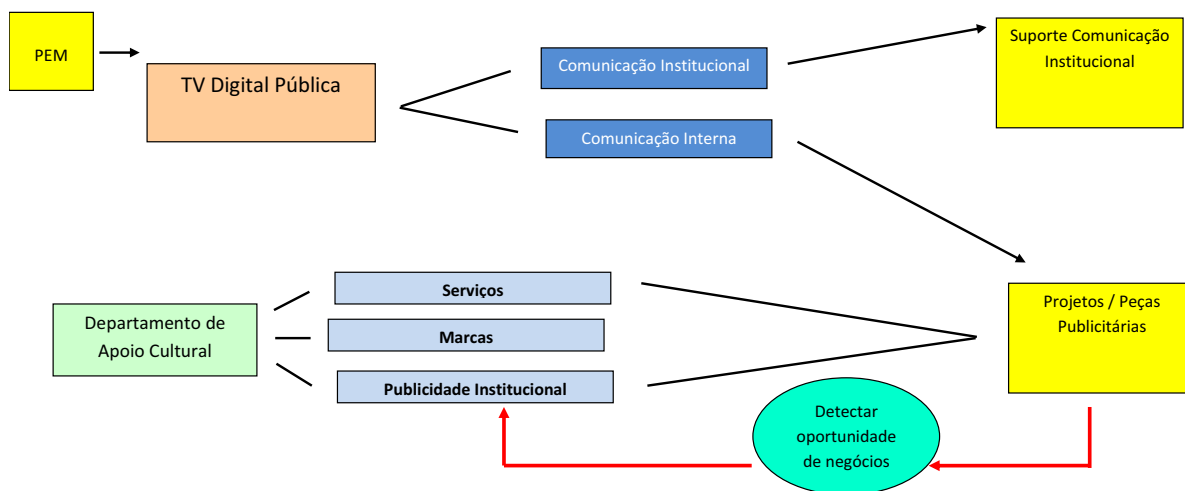 PEM
TV Digital Pública
Comunicação Institucional
Comunicação Interna
Suporte Comunicação
Institucional
Departamento de
Apoio Cultural
Serviços
Marcas
Publicidade Institucional
Projetos / Peças
Publicitárias
Detectar
oportunidade
de negócios